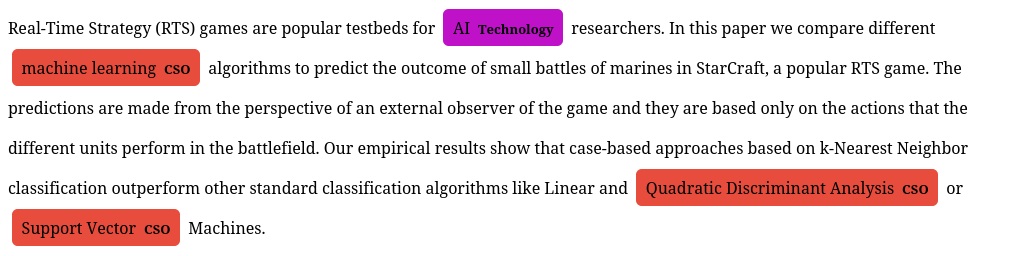 Real-Time Strategy (RTS) games are popular testbeds for AI Technology researchers. In this paper we compare different
machine learning CSO algorithms to predict the outcome of small battles of marines in StarCraft, a popular RTS game. The
predictions are made from the perspective of an external observer of the game and they are based only on the actions that the
different units perform in the battlefield. Our empirical results show that case-based approaches based on k-Nearest Neighbor
classification outperform other standard classification algorithms like Linear and Quadratic Discriminant Analysis CSO or
Support Vector CSO Machines.